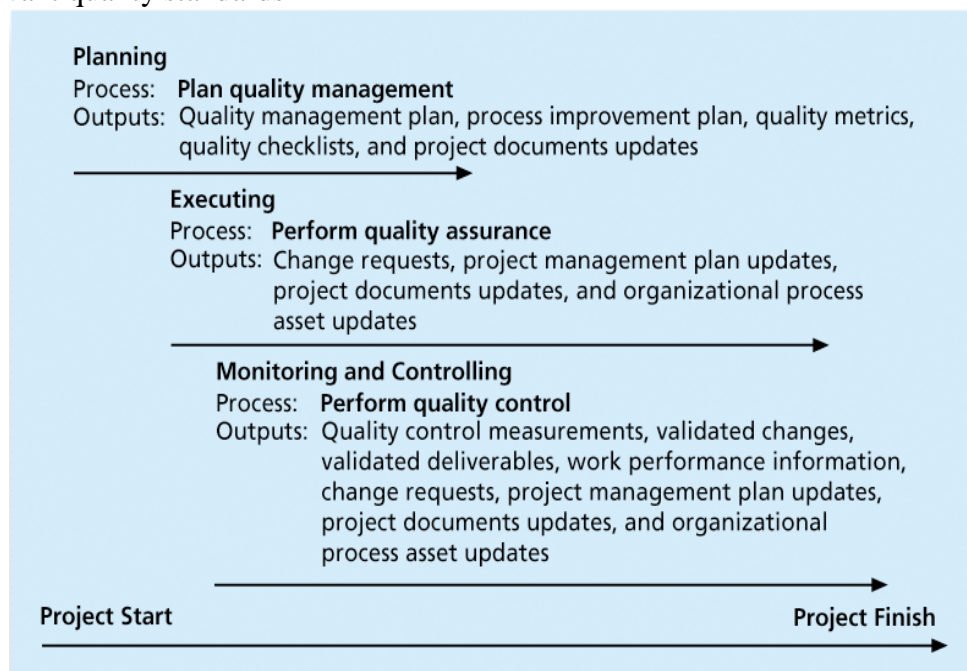 quality standards
Planning
Process: Plan quality management
Outputs: Quality management plan, process improvement plan, quality metrics,
quality checklists, and project documents updates
Executing
Process: Perform quality assurance
Outputs: Change requests, project management plan updates,
project documents updates, and organizational process
asset updates
Monitoring and Controlling
Process: Perform quality control
Outputs: Quality control measurements, validated changes,
validated deliverables, work performance information,
change requests, project management plan updates,
project documents updates, and organizational
process asset updates
Project Start Project Finish